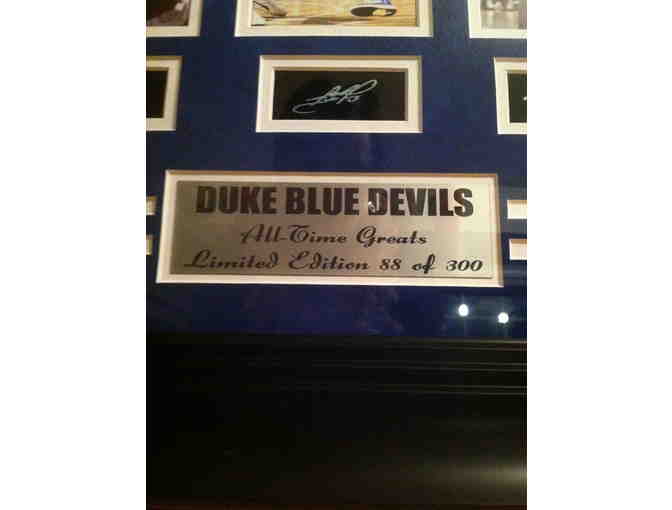 DUKE BLUE DEVILS
All-Time Greats
Limited Edition 88 of 300